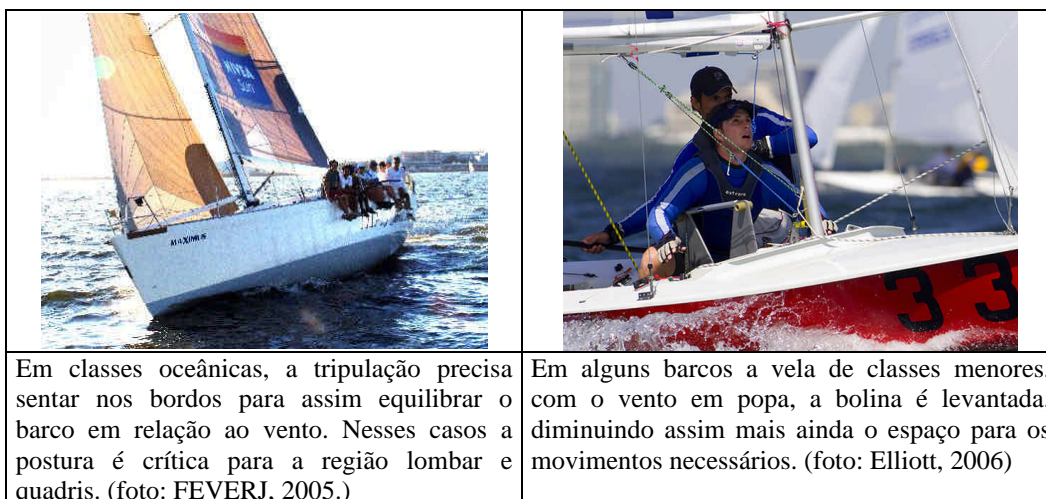 NIVEA
Sun
MAXIMUS
3 3
Em classes oceânicas, a tripulação precisa
sentar nos bordos para assim equilibrar o
barco em relação ao vento. Nesses casos a
postura é crítica para a região lombar e
quadris. (foto: FEVERJ, 2005.)
Em alguns barcos a vela de classes menores,
com o vento em popa, a bolina é levantada,
diminuindo assim mais ainda o espaço para os
movimentos necessários. (foto: Elliott, 2006)